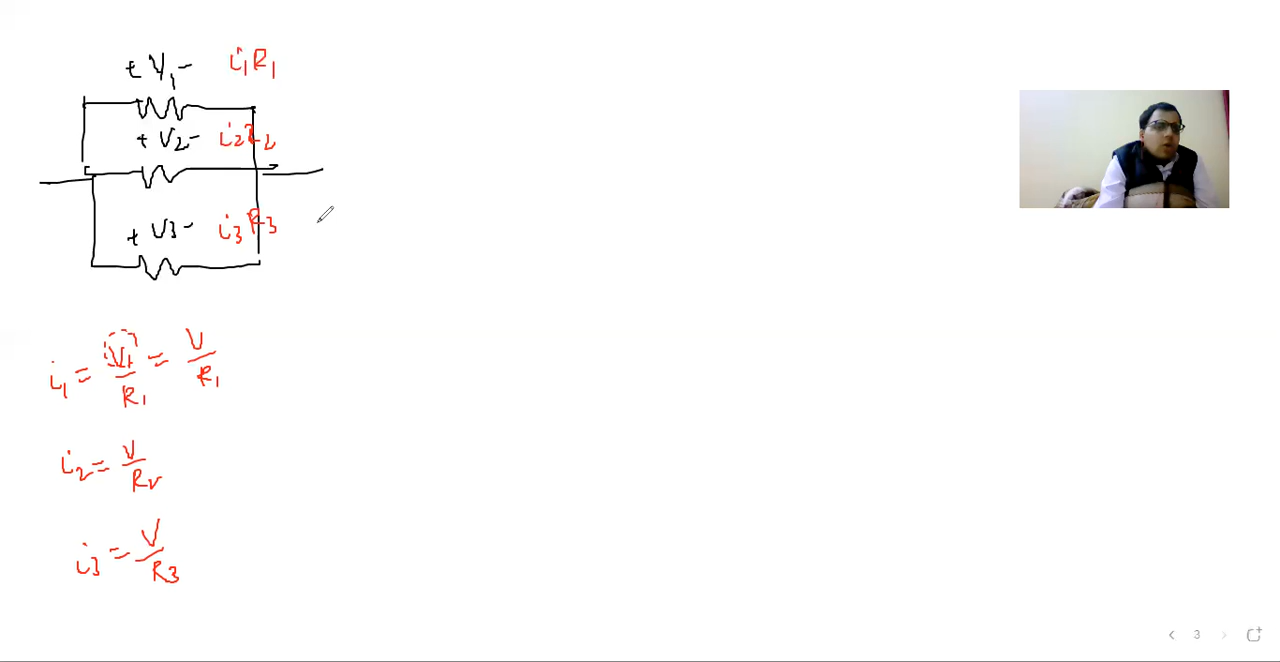 + V1 - i1R1
+ V2 - i2R2
+ V3 - i3R3
i1 = V1/R1 = V/R1
i2 = V/R2
i3 = V/R3
3